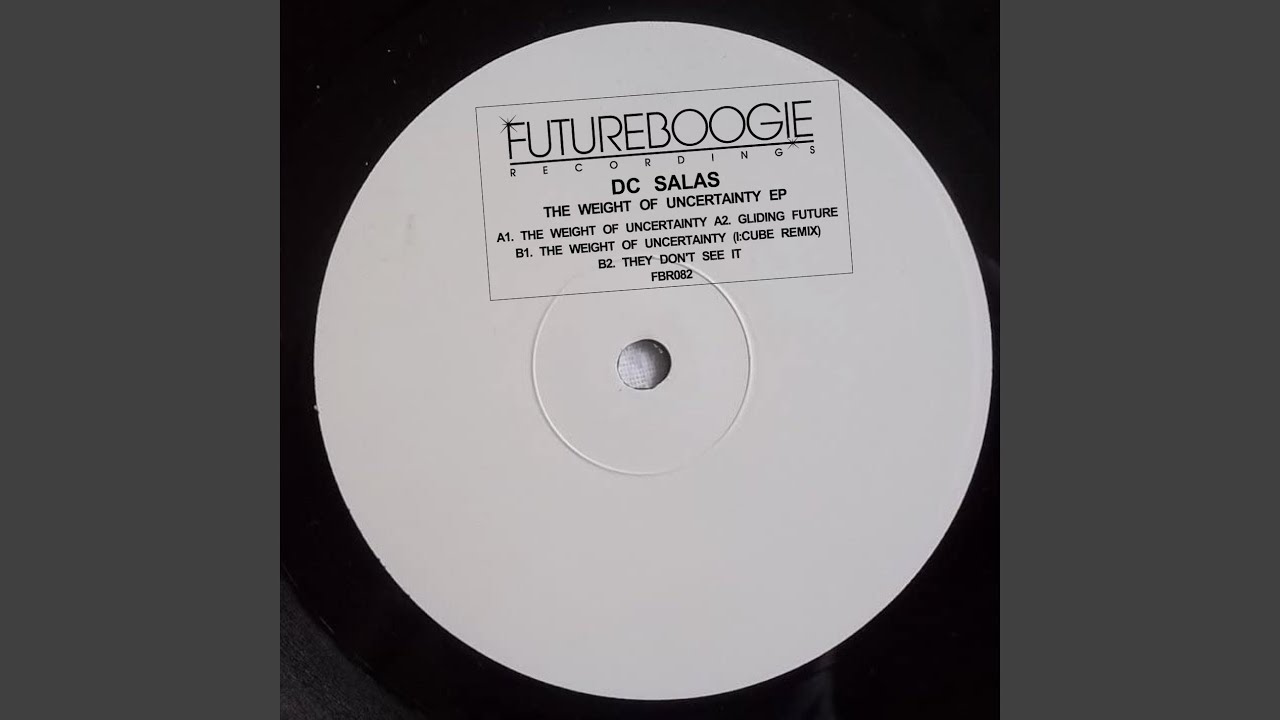 FUTUREBOOGIE
RECORDINGS
DC SALAS
THE WEIGHT OF UNCERTAINTY EP
A1. THE WEIGHT OF UNCERTAINTY A2. GLIDING FUTURE
B1. THE WEIGHT OF UNCERTAINTY (I:CUBE REMIX)
B2. THEY DON'T SEE IT
FBR082